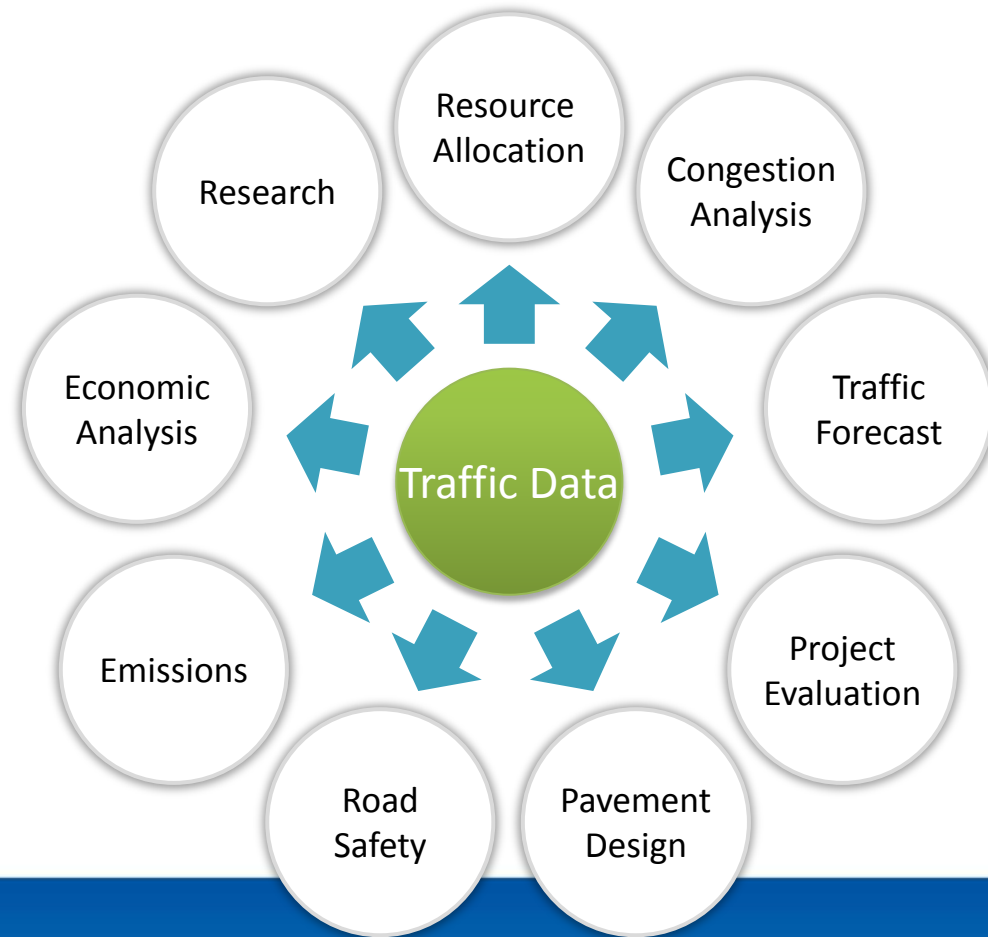 Resource
Allocation
Congestion
Analysis
Traffic
Forecast
Project
Evaluation
Pavement
Design
Road
Safety
Emissions
Economic
Analysis
Research
Traffic Data